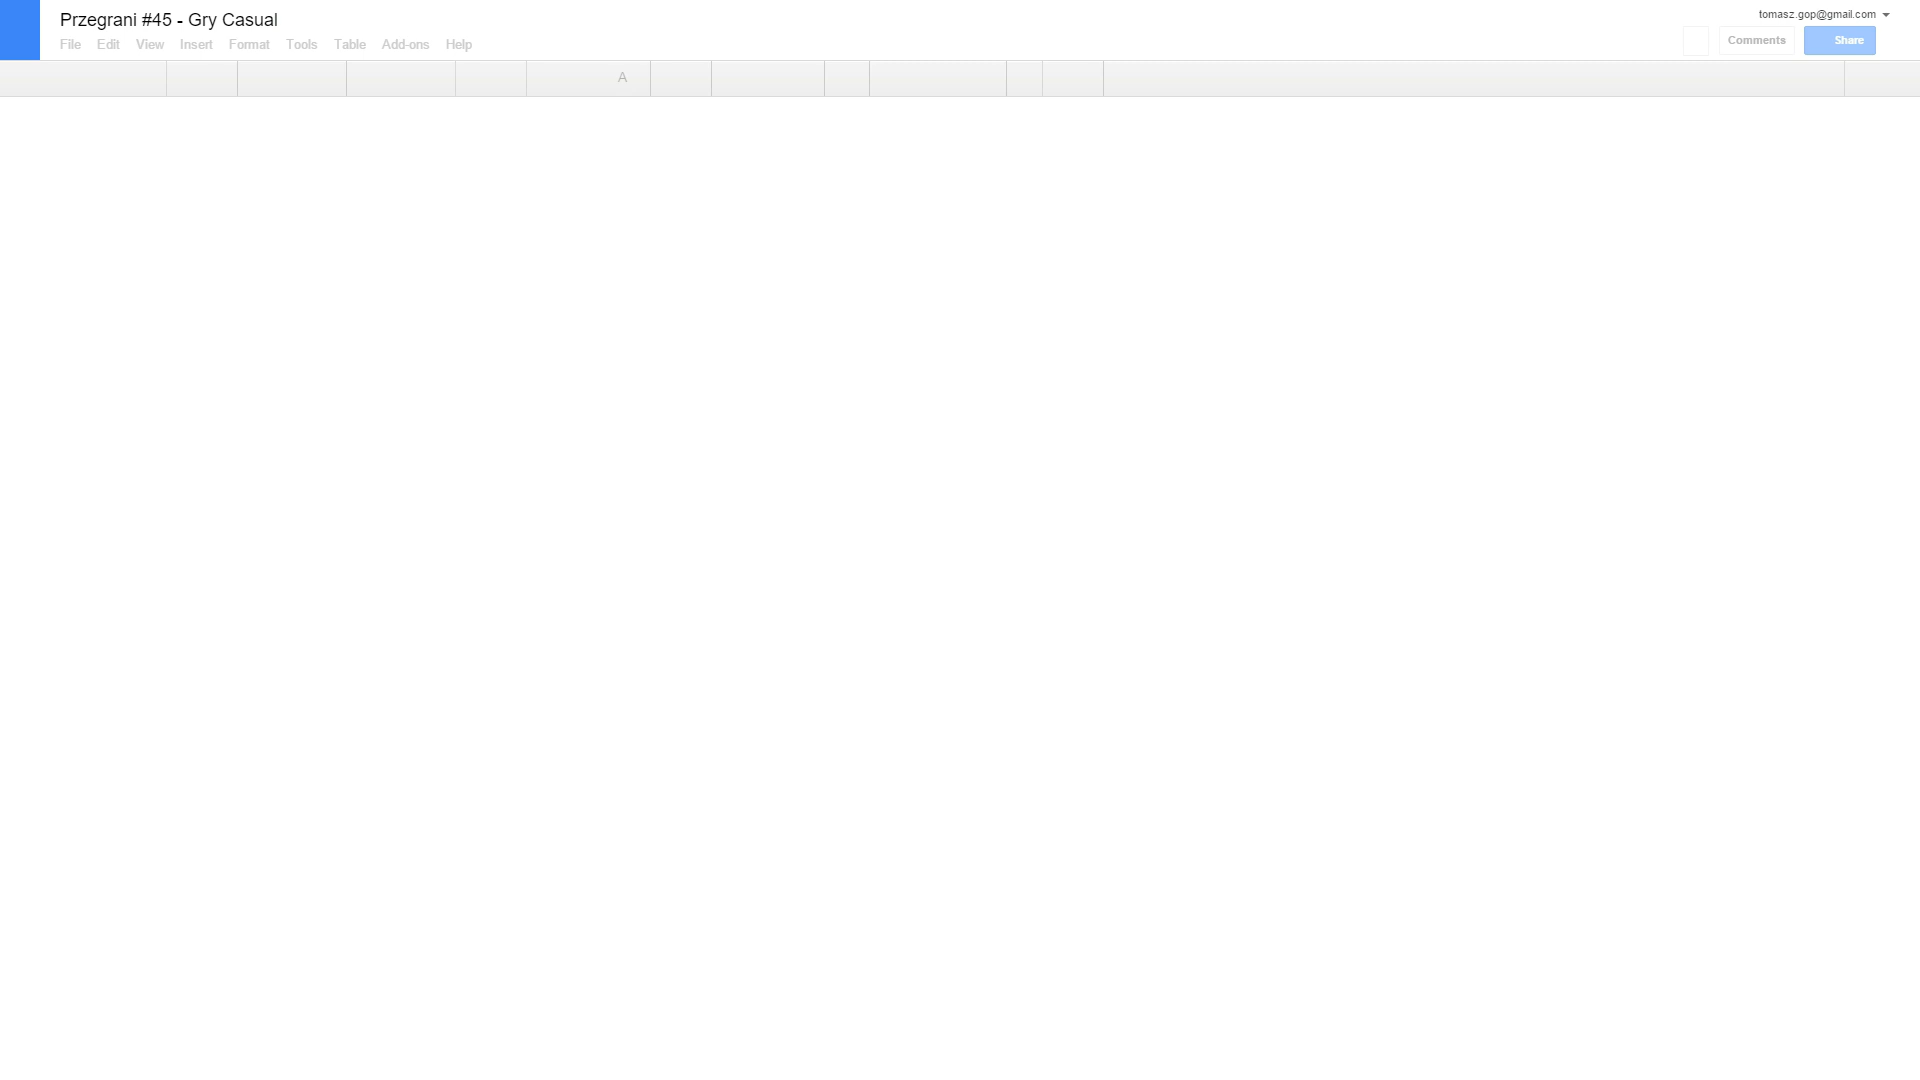 Przegrani #45 - Gry Casual
tomasz.gop@gmail.com
File Edit View Insert Format Tools Table Add-ons Help
Comments Share
A